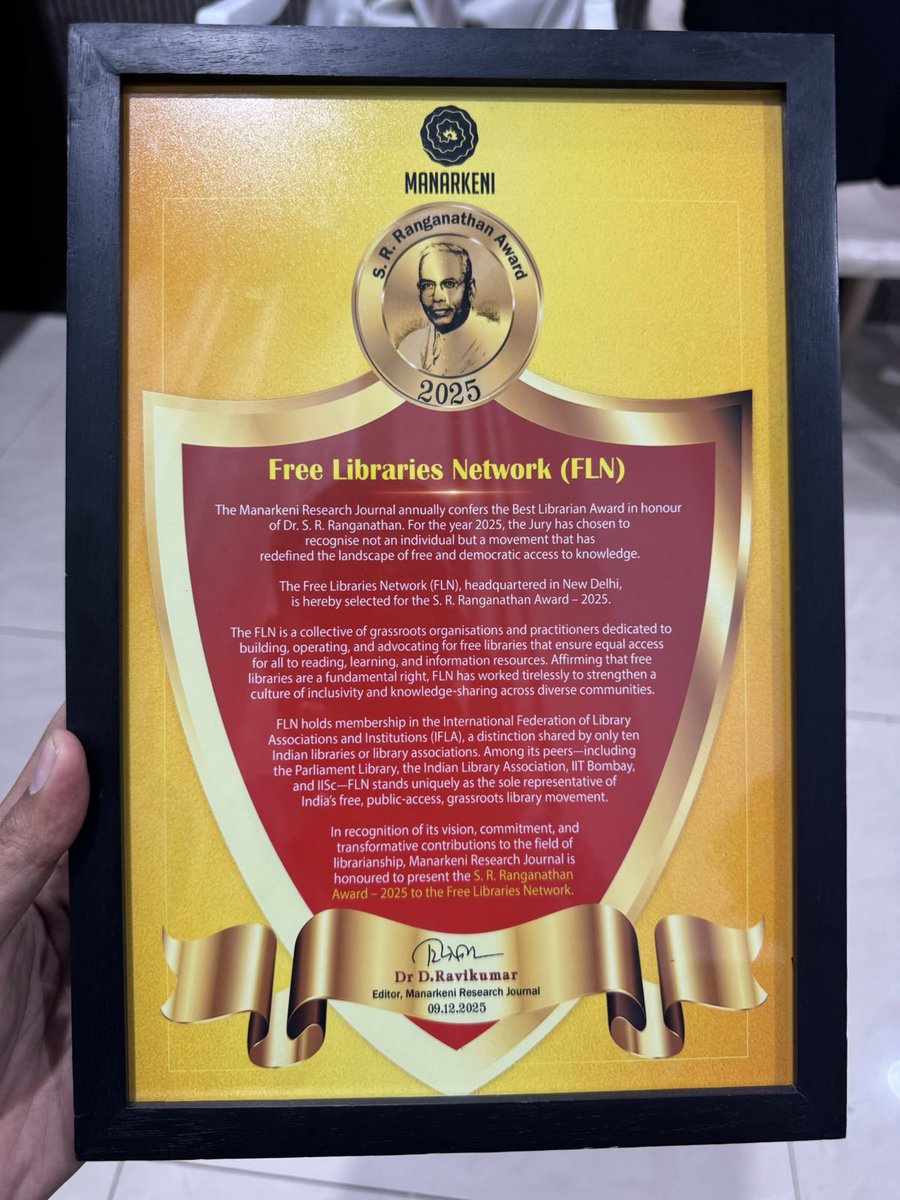 MANARKENI
S. R. Ranganathan Award
2025
Free Libraries Network (FLN)
The Manarkeni Research Journal annually confers the Best Librarian Award in honour
of Dr. S. R. Ranganathan. For the year 2025, the Jury has chosen to
recognise not an individual but a movement that has
redefined the landscape of free and democratic access to knowledge.
The Free Libraries Network (FLN), headquartered in New Delhi,
is hereby selected for the S. R. Ranganathan Award – 2025.
The FLN is a collective of grassroots organisations and practitioners dedicated to
building, operating, and advocating for free libraries that ensure equal access
for all to reading, learning, and information resources. Affirming that free
libraries are a fundamental right, FLN has worked tirelessly to strengthen a
culture of inclusivity and knowledge-sharing across diverse communities.
FLN holds membership in the International Federation of Library
Associations and Institutions (IFLA), a distinction shared by only ten
Indian libraries or library associations. Among its peers—including
the Parliament Library, the Indian Library Association, IIT Bombay,
and IISc—FLN stands uniquely as the sole representative of
India's free, public-access, grassroots library movement.
In recognition of its vision, commitment, and
transformative contributions to the field of
librarianship, Manarkeni Research Journal is
honoured to present the S. R. Ranganathan
Award – 2025 to the Free Libraries Network.
Dr D.Ravikumar
Editor, Manarkeni Research Journal
09.12.2025